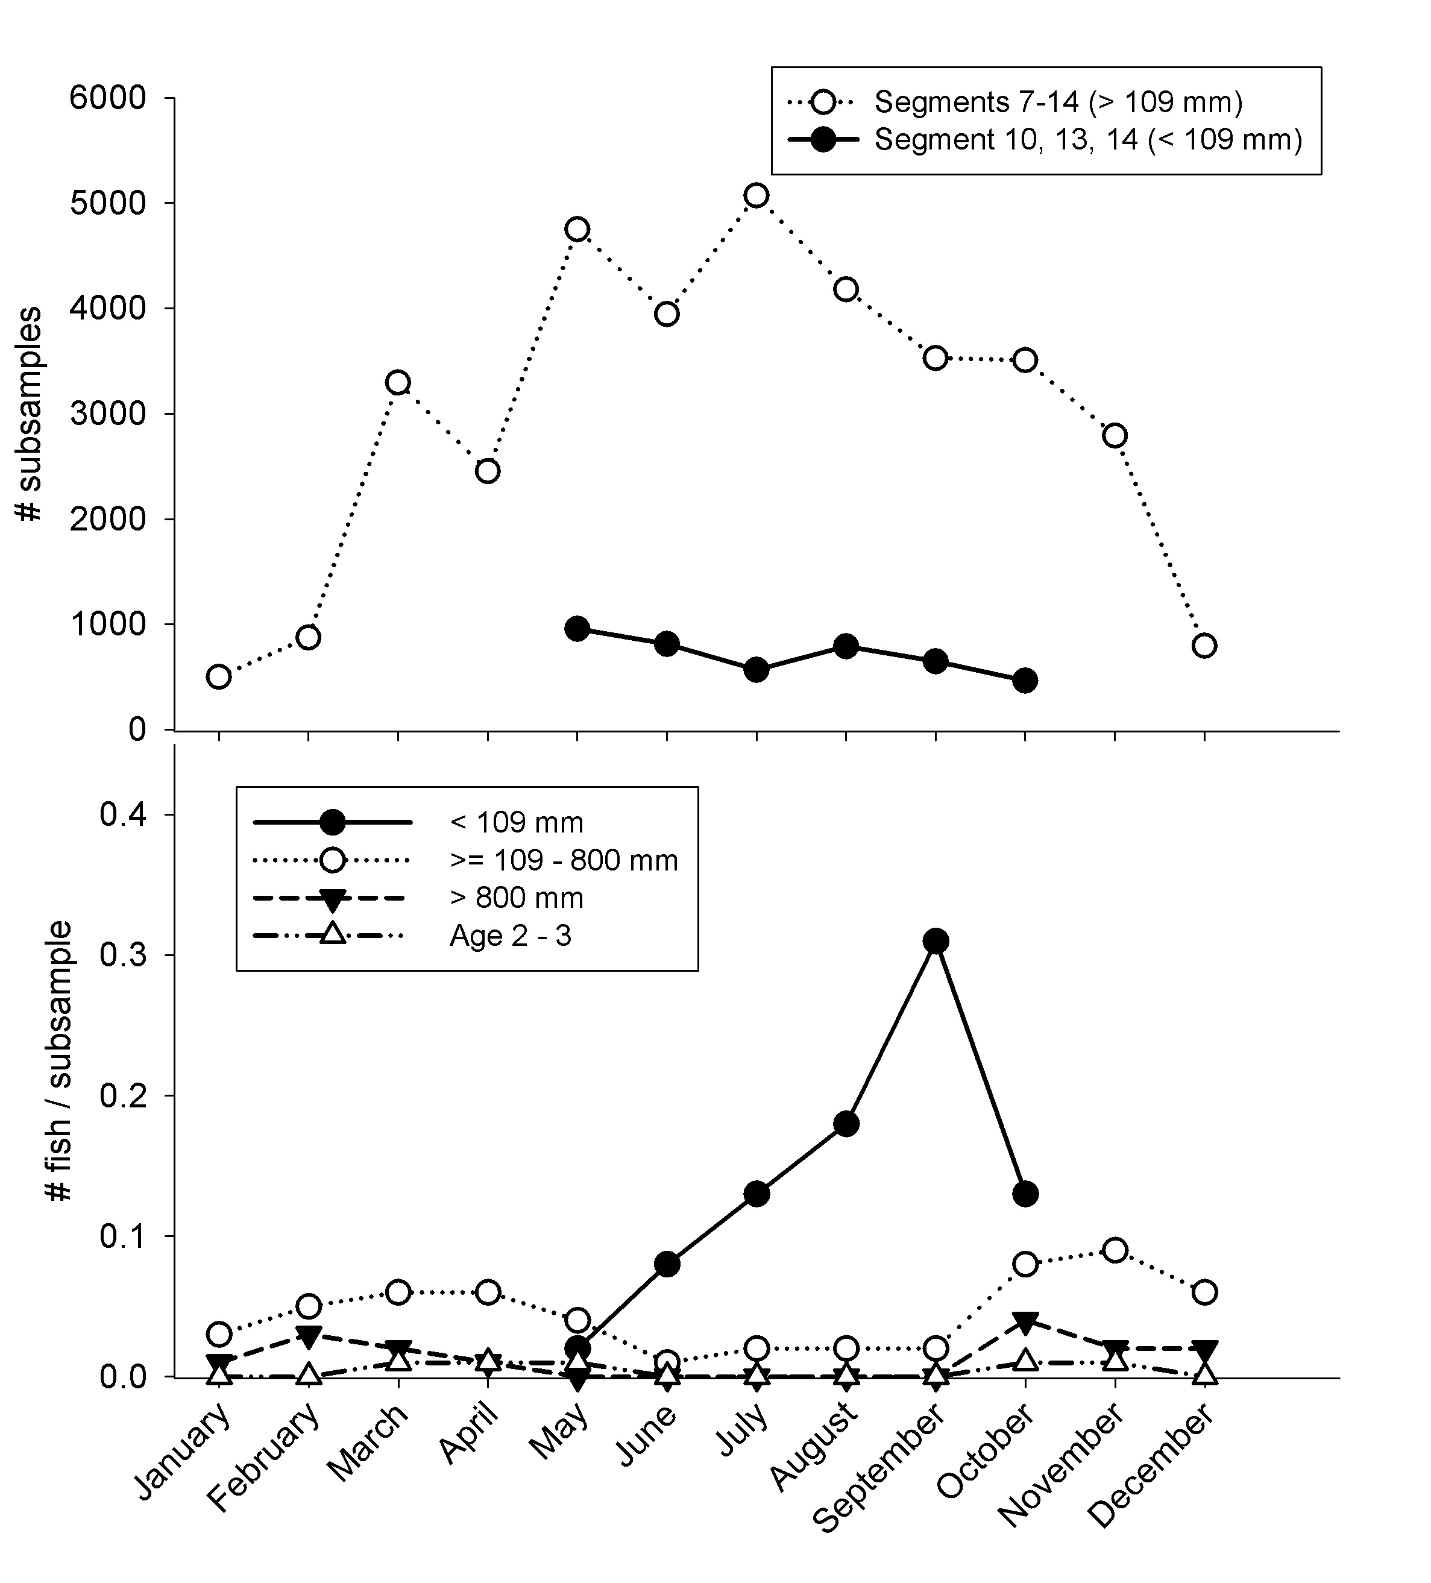 Segments 7-14 (> 109 mm)
Segment 10, 13, 14 (< 109 mm)
6000
5000
4000
3000
2000
1000
0
# subsamples
< 109 mm
>= 109 - 800 mm
> 800 mm
Age 2 - 3
0.4
0.3
0.2
0.1
0.0
# fish / subsample
January
February
March
April
May
June
July
August
September
October
November
December